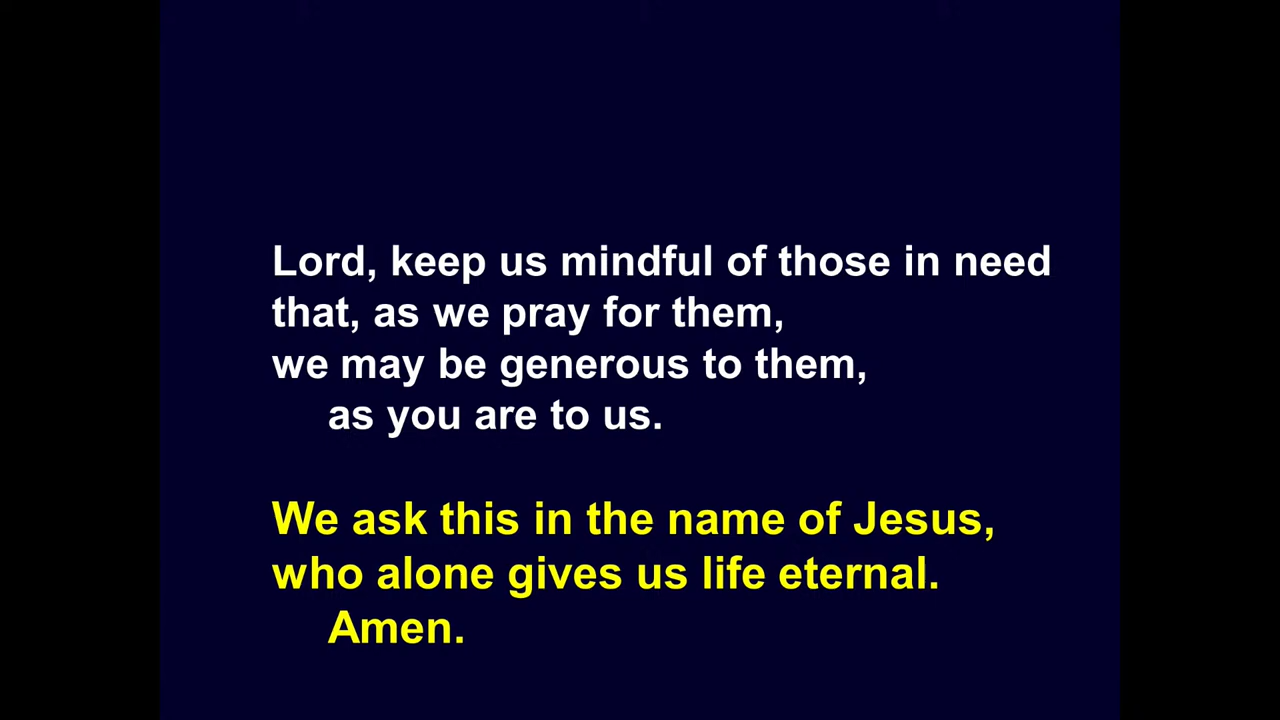 Lord, keep us mindful of those in need
that, as we pray for them,
we may be generous to them,
as you are to us.
We ask this in the name of Jesus,
who alone gives us life eternal.
Amen.